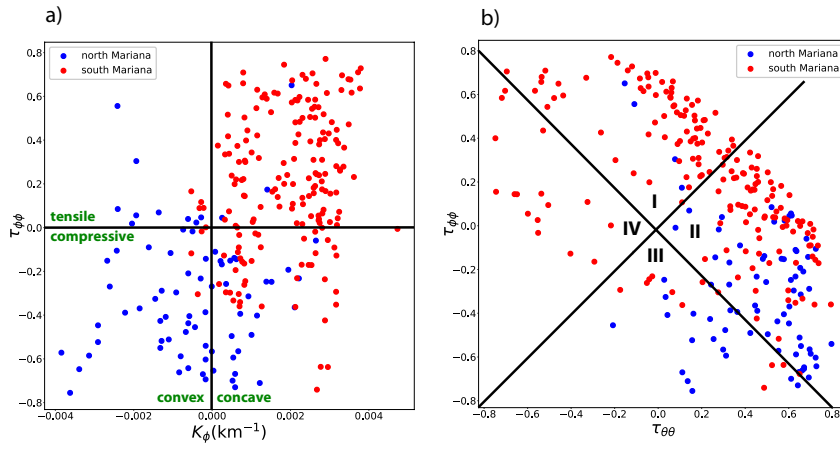 a)
0.8
0.6
0.4
0.2
0.0
−0.2
−0.4
−0.6
−0.8
τϕϕ
north Mariana
south Mariana
tensile
compressive
convex
concave
−0.004
−0.002
0.000
0.002
0.004
Kϕ(km⁻¹)
b)
0.8
0.6
0.4
0.2
0.0
−0.2
−0.4
−0.6
−0.8
τϕϕ
north Mariana
south Mariana
I
IV
II
III
−0.8
−0.6
−0.4
−0.2
0.0
0.2
0.4
0.6
0.8
τθθ